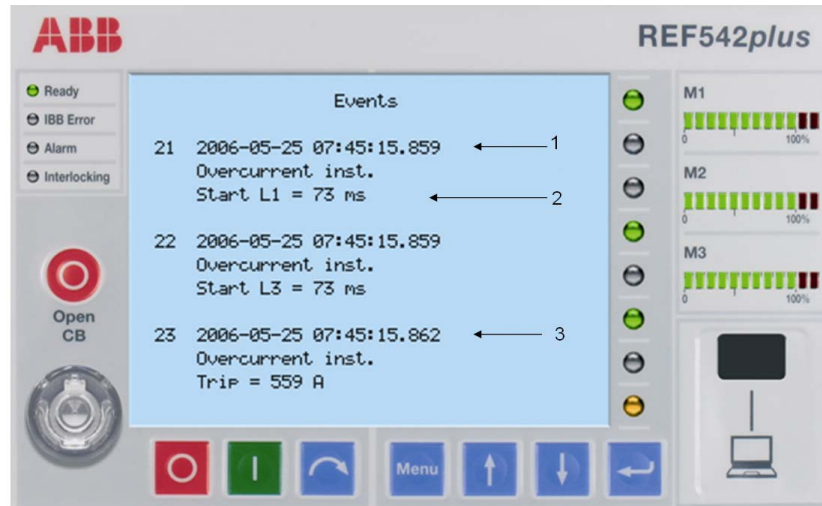 ABB
REF542plus
Ready
IBB Error
Alarm
Interlocking
Open
CB
Events
21 2006-05-25 07:45:15.859
Overcurrent inst.
Start L1 = 73 ms
22 2006-05-25 07:45:15.859
Overcurrent inst.
Start L3 = 73 ms
23 2006-05-25 07:45:15.862
Overcurrent inst.
Trip = 559 A
1
2
3
M1
0 100%
M2
0 100%
M3
0 100%
Menu